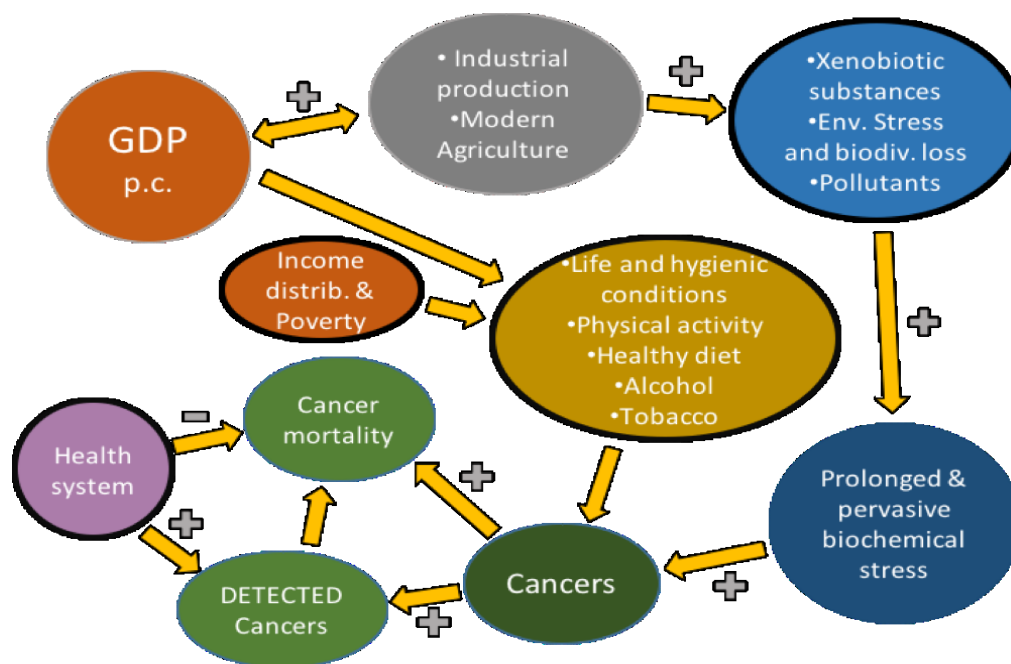 GDP
p.c.
• Industrial
production
•Modern
Agriculture
•Xenobiotic
substances
•Env. Stress
and biodiv. loss
•Pollutants
Income
distrib. &
Poverty
•Life and hygienic
conditions
•Physical activity
•Healthy diet
•Alcohol
•Tobacco
Cancer
mortality
Health
system
Prolonged &
pervasive
biochemical
stress
Cancers
DETECTED
Cancers